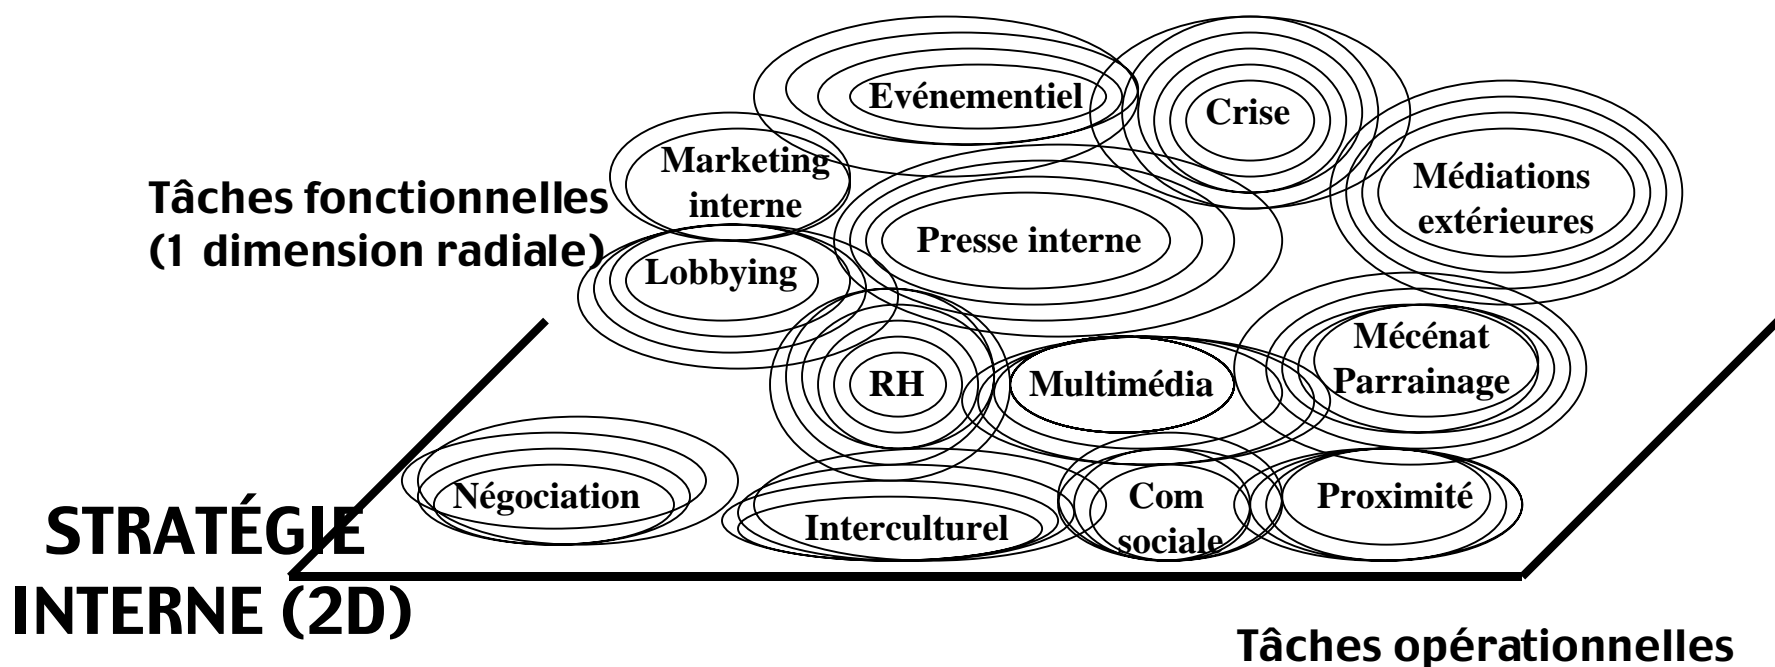 Evénementiel
Crise
Marketing
interne
Médiations
extérieures
Tâches fonctionnelles
(1 dimension radiale)
Presse interne
Lobbying
Mécénat
Parrainage
RH
Multimédia
Négociation
Interculturel
Com
sociale
Proximité
STRATÉGIE
INTERNE (2D)
Tâches opérationnelles